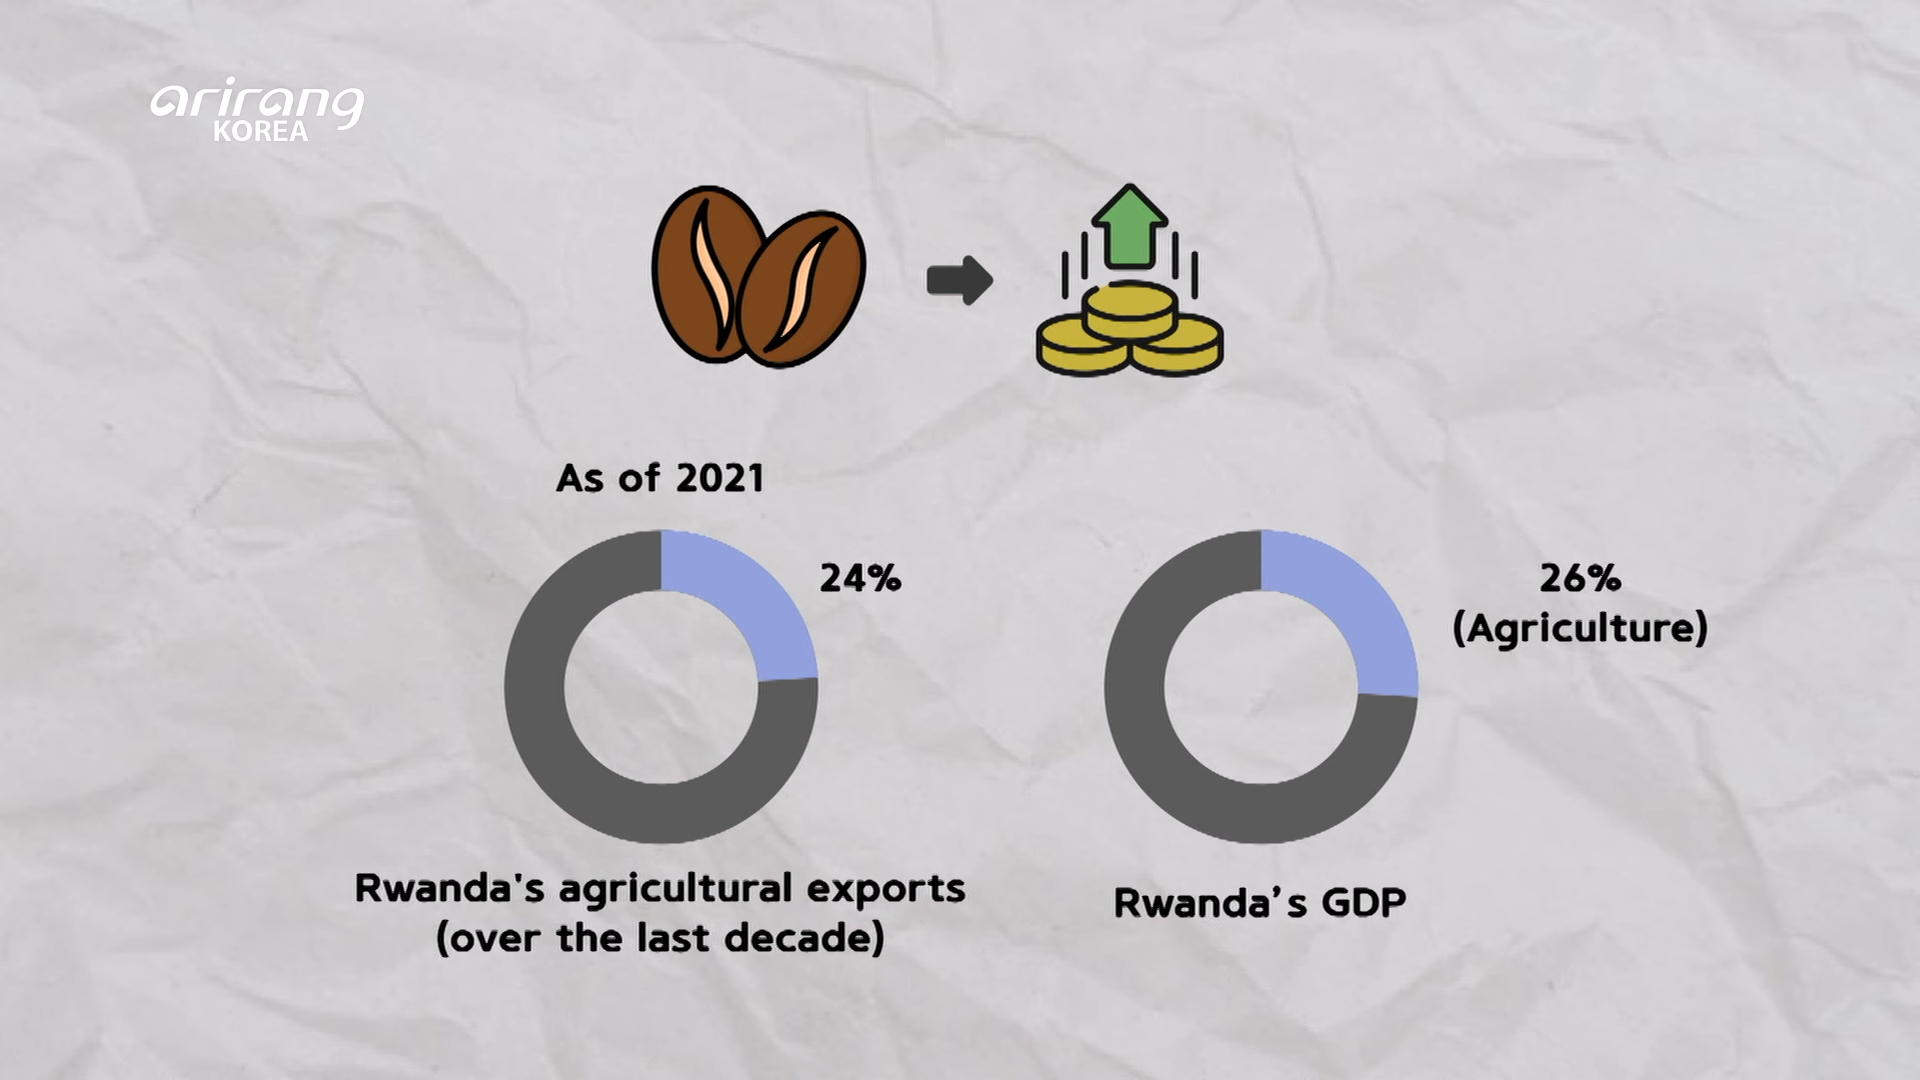 arirang
KOREA
As of 2021
24%
26%
(Agriculture)
Rwanda's agricultural exports
(over the last decade)
Rwanda’s GDP